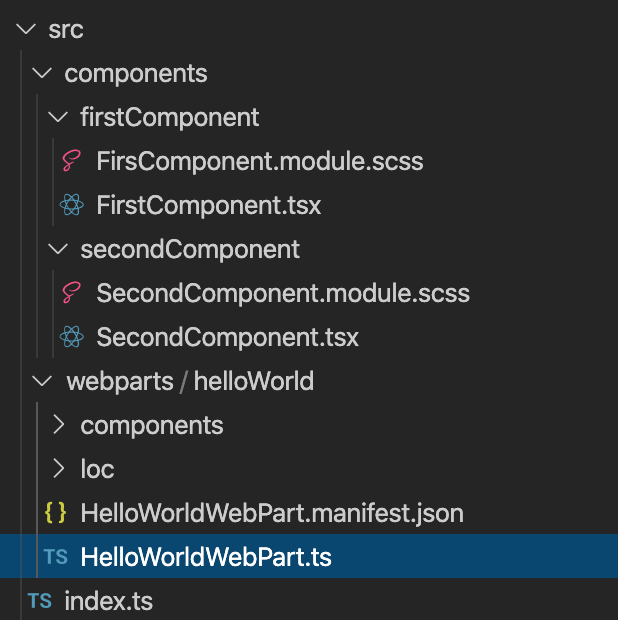 src
components
firstComponent
FirsComponent.module.scss
FirstComponent.tsx
secondComponent
SecondComponent.module.scss
SecondComponent.tsx
webparts / helloWorld
components
loc
{ } HelloWorldWebPart.manifest.json
TS HelloWorldWebPart.ts
TS index.ts